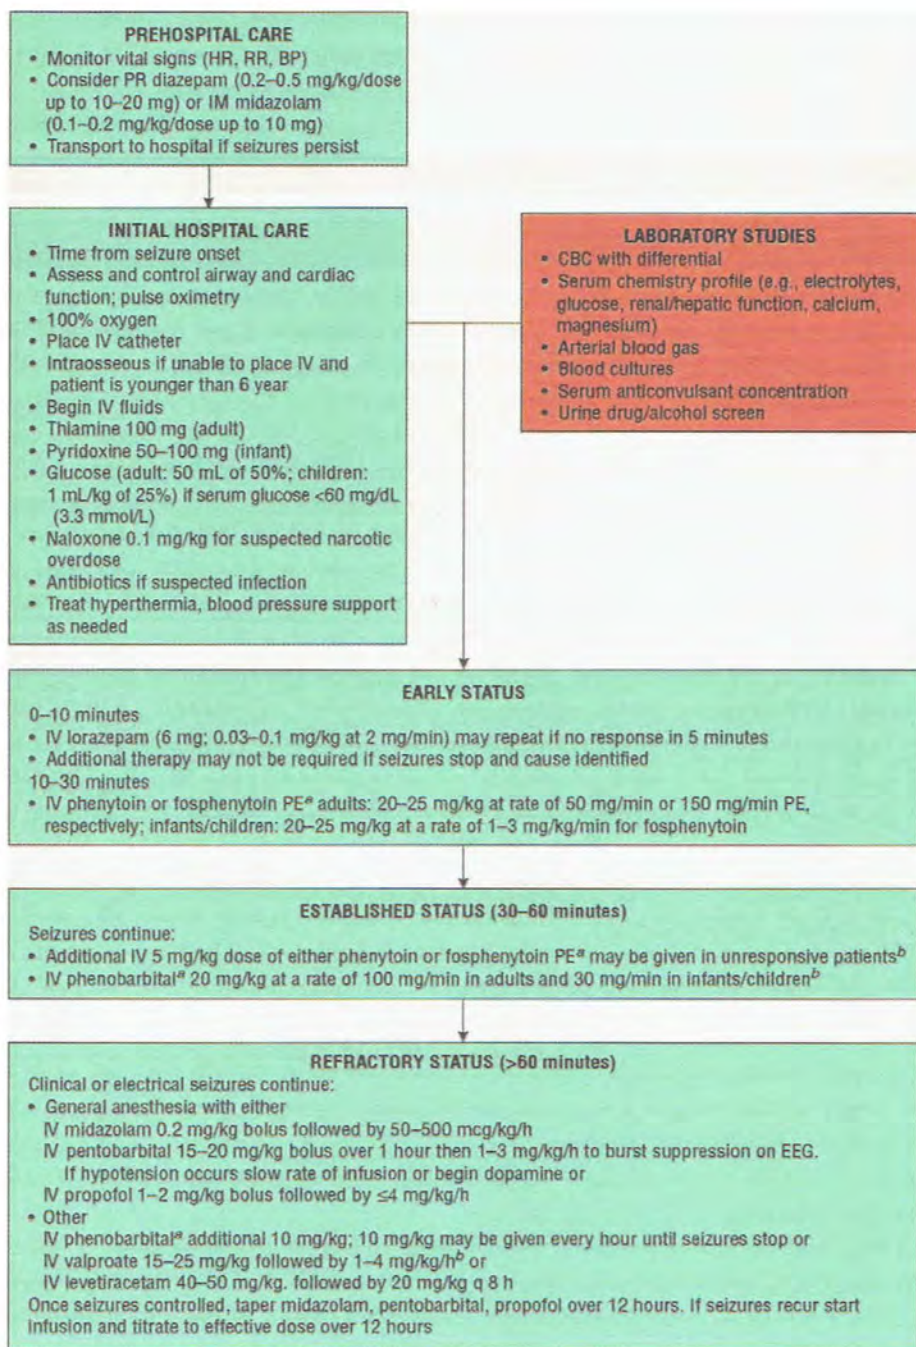 PREHOSPITAL CARE
• Monitor vital signs (HR, RR, BP)
• Consider PR diazepam (0.2–0.5 mg/kg/dose
up to 10–20 mg) or IM midazolam
(0.1–0.2 mg/kg/dose up to 10 mg)
• Transport to hospital if seizures persist
INITIAL HOSPITAL CARE
• Time from seizure onset
• Assess and control airway and cardiac
function; pulse oximetry
• 100% oxygen
• Place IV catheter
• Intraosseous if unable to place IV and
patient is younger than 6 year
• Begin IV fluids
• Thiamine 100 mg (adult)
• Pyridoxine 50–100 mg (infant)
• Glucose (adult: 50 mL of 50%; children:
1 mL/kg of 25%) if serum glucose <60 mg/dL
(3.3 mmol/L)
• Naloxone 0.1 mg/kg for suspected narcotic
overdose
• Antibiotics if suspected infection
• Treat hyperthermia, blood pressure support
as needed
LABORATORY STUDIES
• CBC with differential
• Serum chemistry profile (e.g., electrolytes,
glucose, renal/hepatic function, calcium,
magnesium)
• Arterial blood gas
• Blood cultures
• Serum anticonvulsant concentration
• Urine drug/alcohol screen
EARLY STATUS
0–10 minutes
• IV lorazepam (6 mg; 0.03–0.1 mg/kg at 2 mg/min) may repeat if no response in 5 minutes
• Additional therapy may not be required if seizures stop and cause identified
10–30 minutes
• IV phenytoin or fosphenytoin PEᵃ adults: 20–25 mg/kg at rate of 50 mg/min or 150 mg/min PE,
respectively; infants/children: 20–25 mg/kg at a rate of 1–3 mg/kg/min for fosphenytoin
ESTABLISHED STATUS (30–60 minutes)
Seizures continue:
• Additional IV 5 mg/kg dose of either phenytoin or fosphenytoin PEᵃ may be given in unresponsive patientsᵇ
• IV phenobarbitalᵃ 20 mg/kg at a rate of 100 mg/min in adults and 30 mg/min in infants/childrenᵇ
REFRACTORY STATUS (>60 minutes)
Clinical or electrical seizures continue:
• General anesthesia with either
IV midazolam 0.2 mg/kg bolus followed by 50–500 mcg/kg/h
IV pentobarbital 15–20 mg/kg bolus over 1 hour then 1–3 mg/kg/h to burst suppression on EEG.
If hypotension occurs slow rate of infusion or begin dopamine or
IV propofol 1–2 mg/kg bolus followed by ≤4 mg/kg/h
• Other
IV phenobarbitalᵃ additional 10 mg/kg; 10 mg/kg may be given every hour until seizures stop or
IV valproate 15–25 mg/kg followed by 1–4 mg/kg/hᵇ or
IV levetiracetam 40–50 mg/kg. followed by 20 mg/kg q 8 h
Once seizures controlled, taper midazolam, pentobarbital, propofol over 12 hours. If seizures recur start
infusion and titrate to effective dose over 12 hours